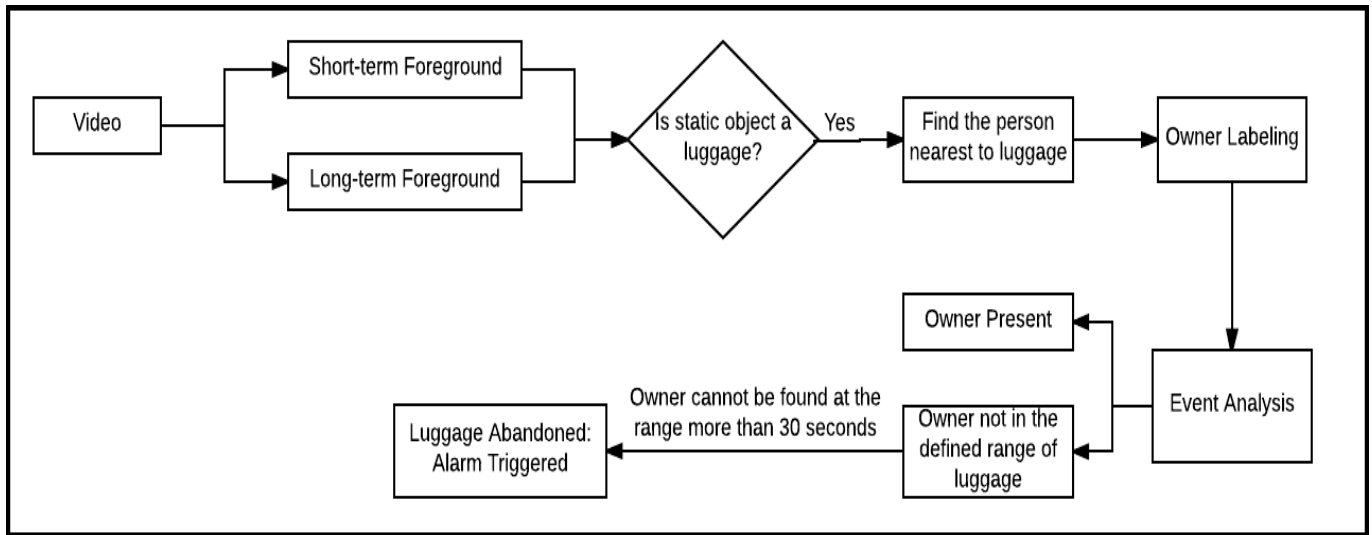 Video
Short-term Foreground
Long-term Foreground
Is static object a
luggage?
Yes
Find the person
nearest to luggage
Owner Labeling
Event Analysis
Owner Present
Owner not in the
defined range of
luggage
Owner cannot be found at the
range more than 30 seconds
Luggage Abandoned:
Alarm Triggered